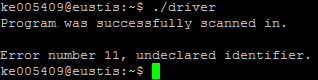 ke005409@eustis:~$ ./driver
Program was successfully scanned in.
Error number 11, undeclared identifier.
ke005409@eustis:~$